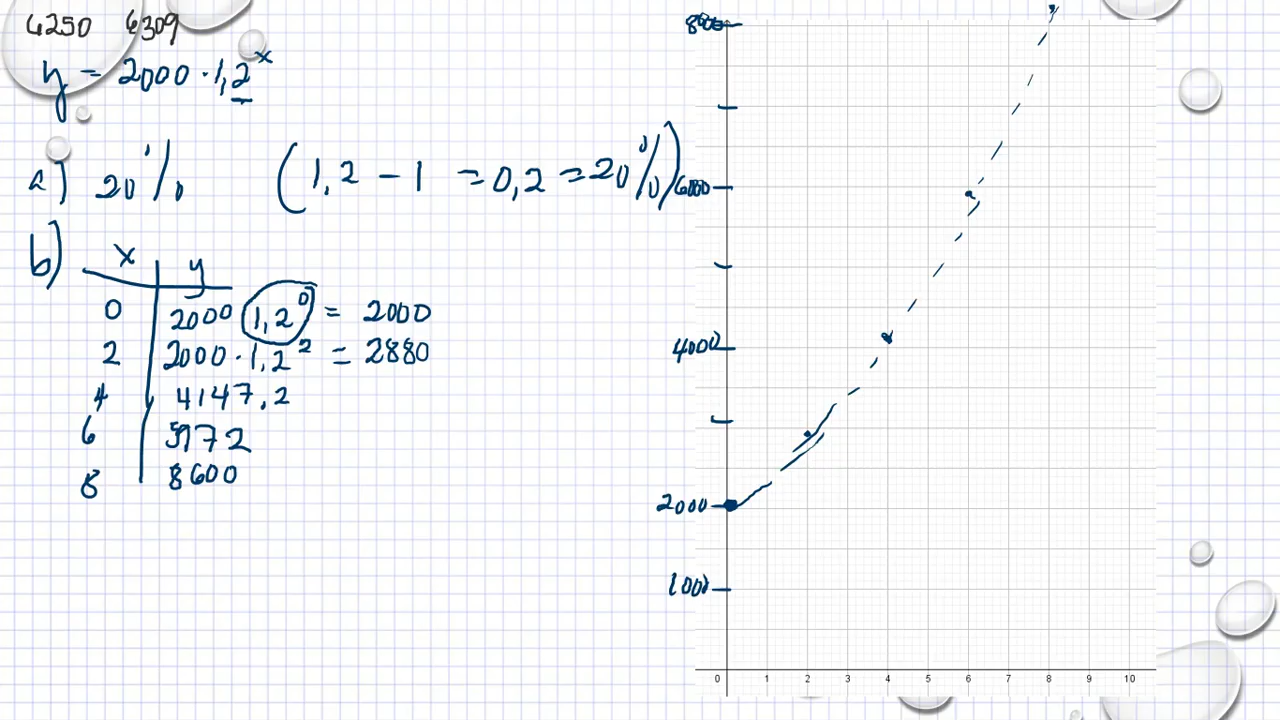 6250 6309
y = 2000 · 1,2^x
a) 20% (1,2 - 1 = 0,2 = 20%)
b)
x y
0 2000 1,2^0 = 2000
2 2000 · 1,2^2 = 2880
4 4147,2
6 5972
8 8600
8000
6000
4000
2000
1000
0 1 2 3 4 5 6 7 8 9 10